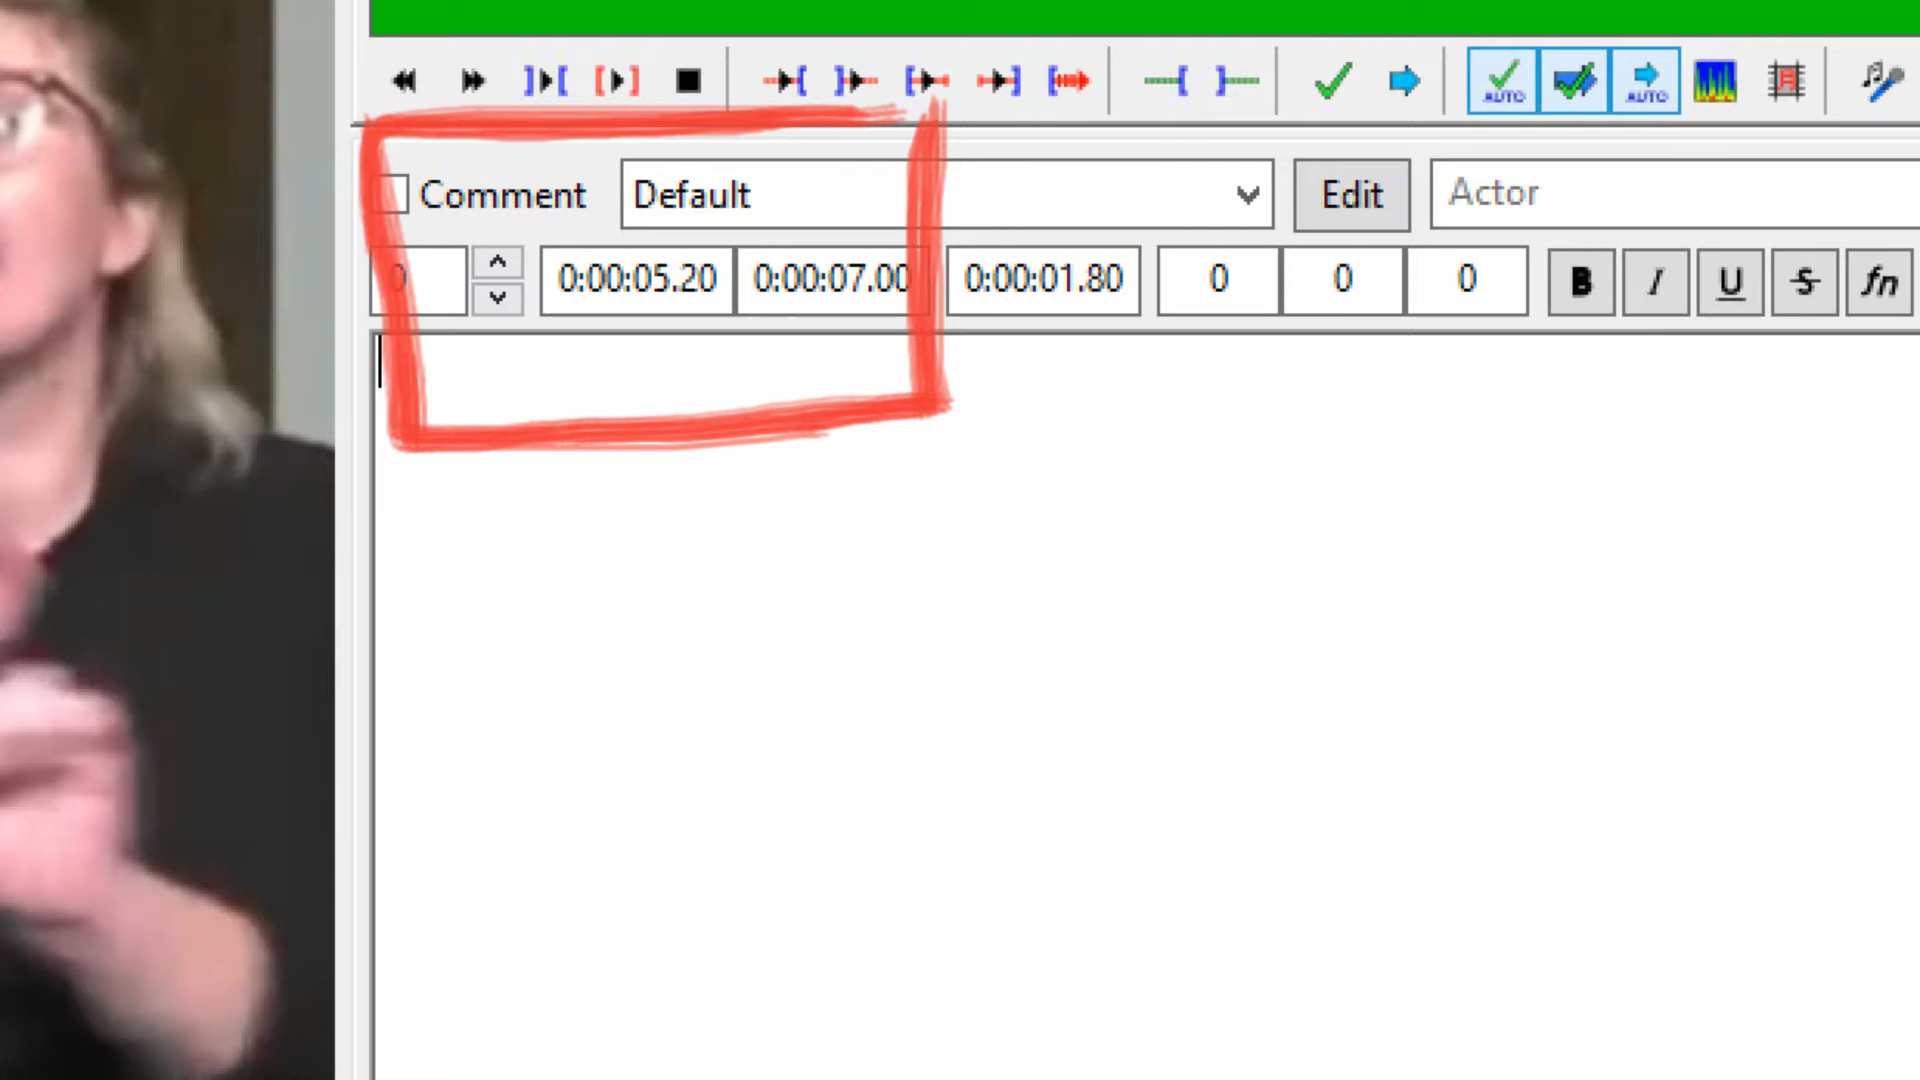 AUTO AUTO
Comment Default Edit Actor
0 0:00:05.20 0:00:07.00 0:00:01.80 0 0 0 B I U S fn